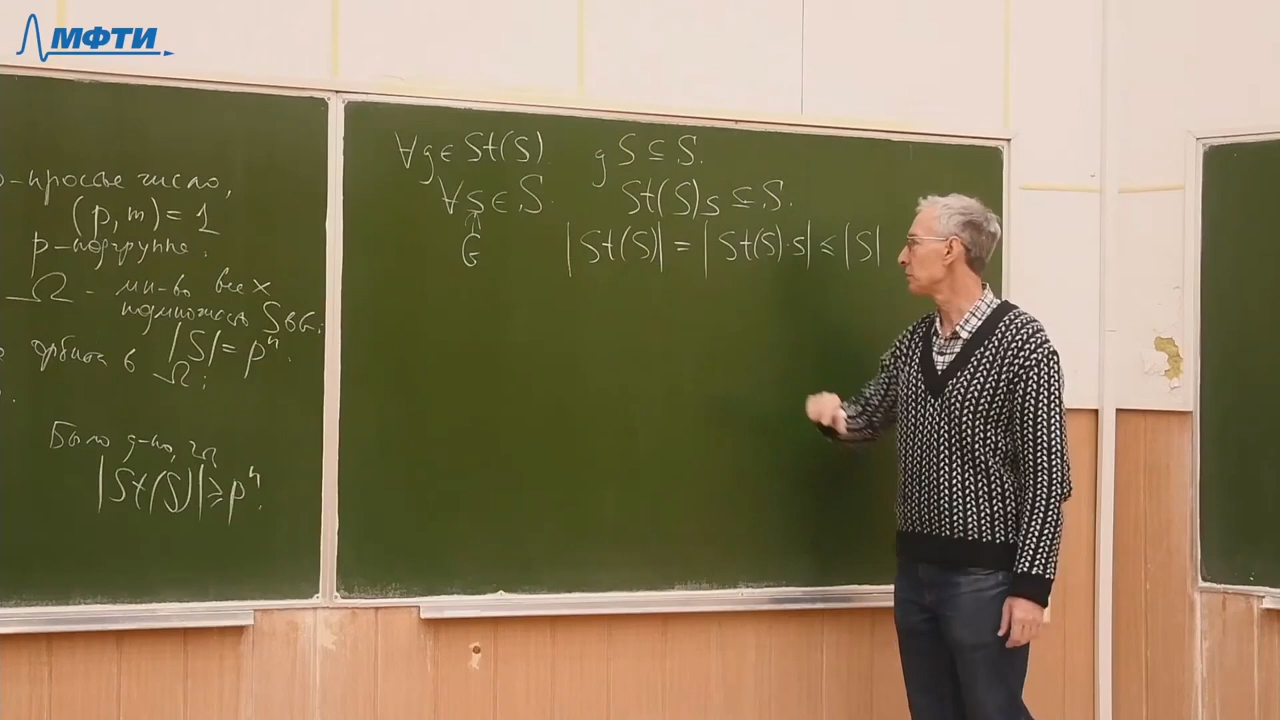 МФТИ
p-простое число,
(p, m) = 1
p-подгруппе.
Ω - мн-во всех
подмножеств S в G,
|S| = pⁿ.
орбита в Ω;
Было д-но, что
|St(S)| ≥ pⁿ.
∀g ∈ St(S) gS ⊆ S.
∀s ∈ S St(S)s ⊆ S.
G
|St(S)| = |St(S)·s| ≤ |S|